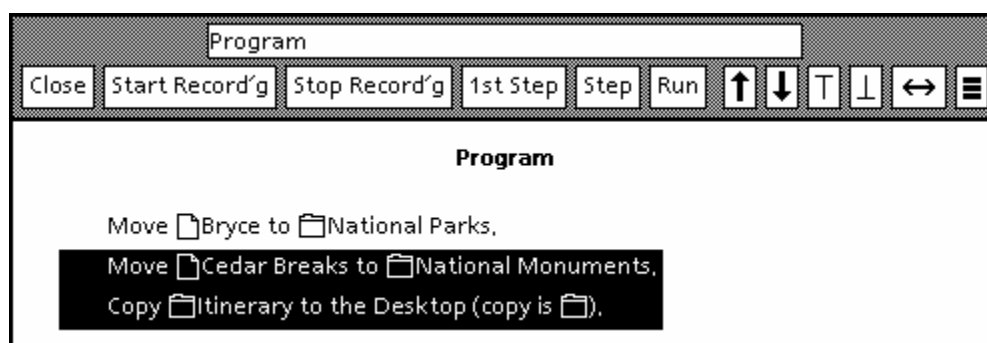 Program
Close Start Record'g Stop Record'g 1st Step Step Run
Program
Move Bryce to National Parks.
Move Cedar Breaks to National Monuments.
Copy Itinerary to the Desktop (copy is ).